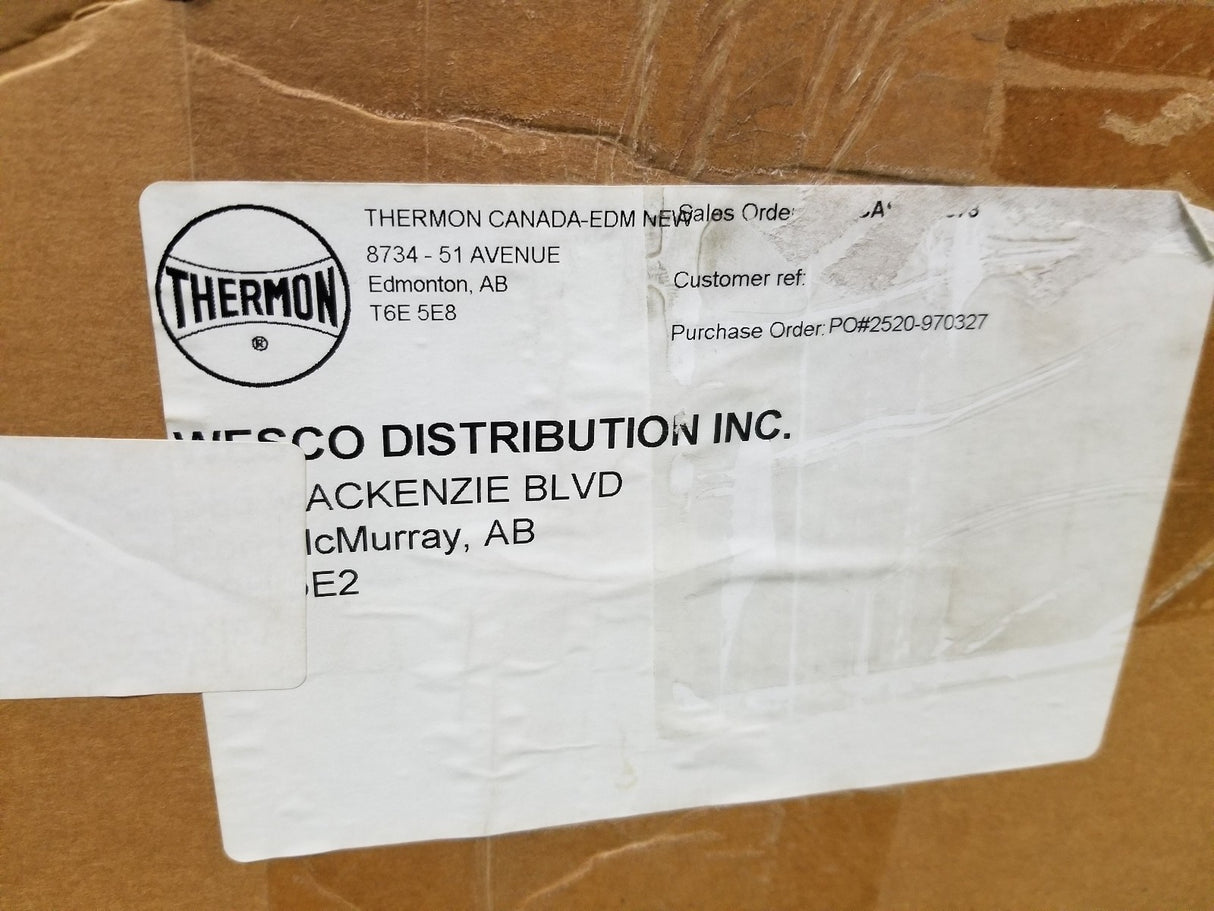 THERMON
®
THERMON CANADA-EDM NEW
8734 - 51 AVENUE
Edmonton, AB
T6E 5E8
Sales Order
Customer ref:
Purchase Order: PO#2520-970327
WESCO DISTRIBUTION INC.
ACKENZIE BLVD
cMurray, AB
E2